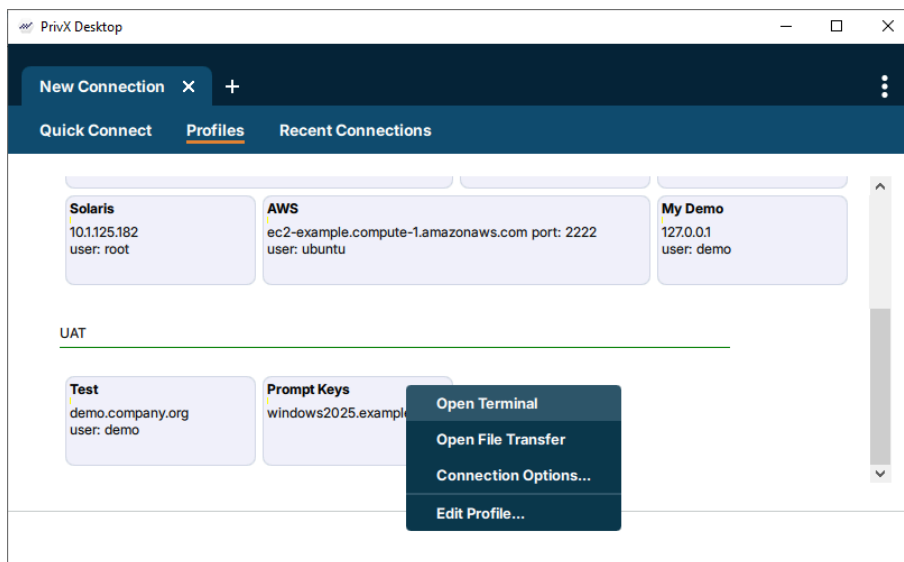 PrivX Desktop
New Connection
Quick Connect Profiles Recent Connections
Solaris
10.1.125.182
user: root
AWS
ec2-example.compute-1.amazonaws.com port: 2222
user: ubuntu
My Demo
127.0.0.1
user: demo
UAT
Test
demo.company.org
user: demo
Prompt Keys
windows2025.example
Open Terminal
Open File Transfer
Connection Options...
Edit Profile...